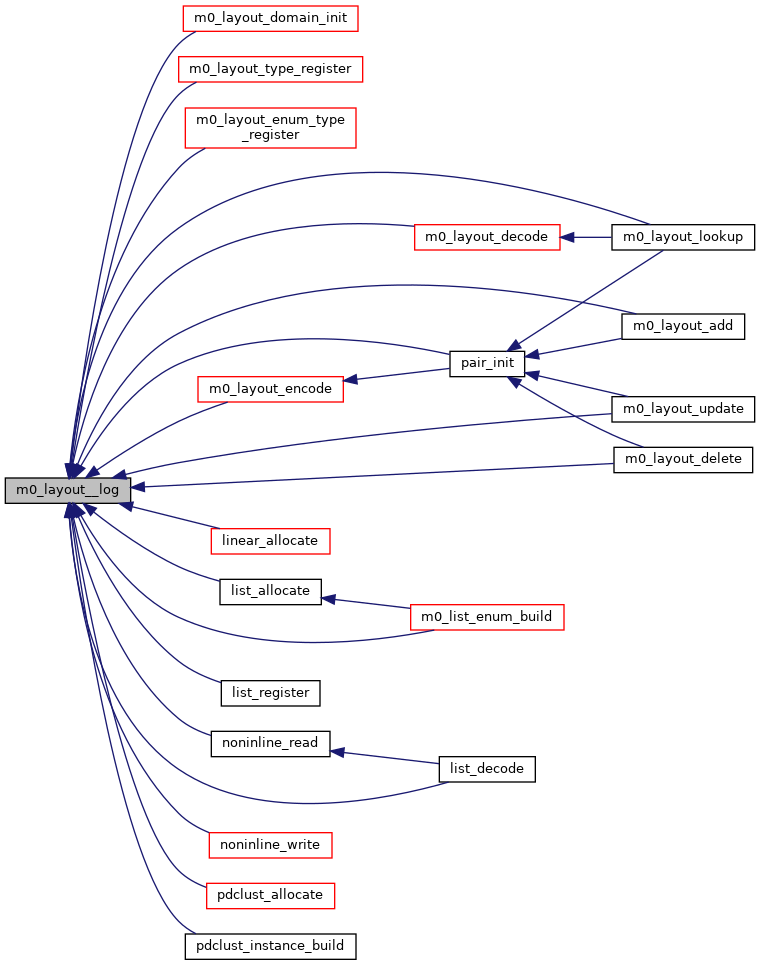 m0_layout_domain_init
m0_layout_type_register
m0_layout_enum_type
_register
m0_layout_decode
m0_layout_lookup
m0_layout_add
pair_init
m0_layout_encode
m0_layout_update
m0_layout_delete
m0_layout__log
linear_allocate
list_allocate
m0_list_enum_build
list_register
noninline_read
list_decode
noninline_write
pdclust_allocate
pdclust_instance_build